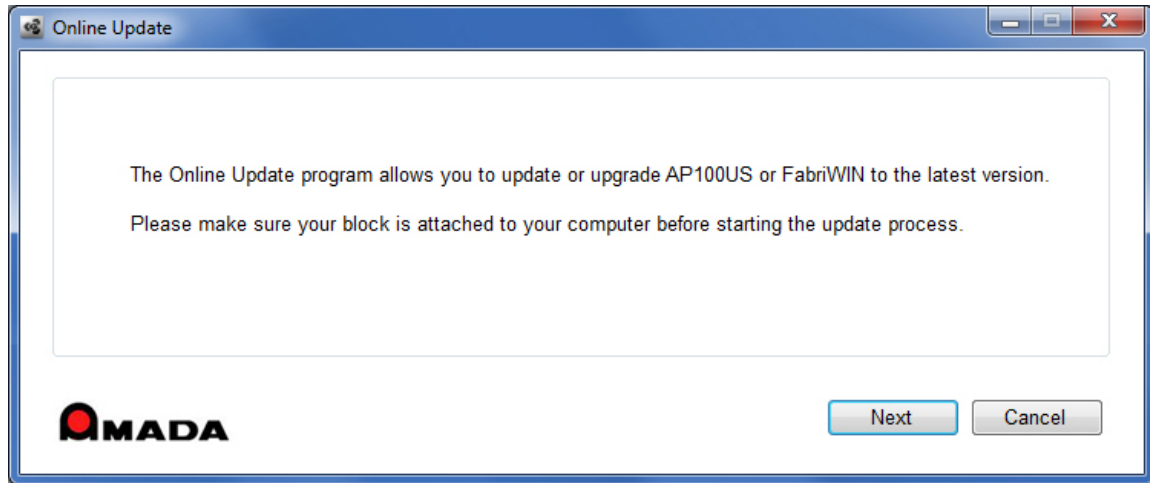 Online Update
The Online Update program allows you to update or upgrade AP100US or FabriWIN to the latest version.
Please make sure your block is attached to your computer before starting the update process.
AMADA
Next
Cancel